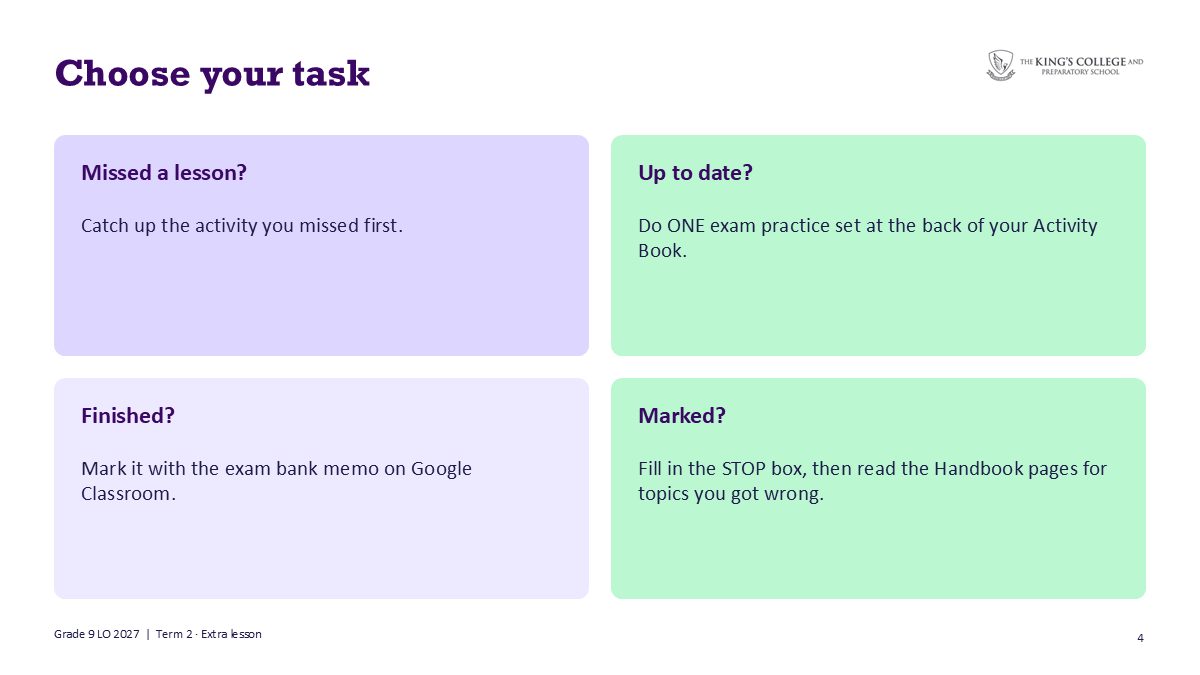 Choose your task
THE KING'S COLLEGE AND
PREPARATORY SCHOOL
Missed a lesson?
Catch up the activity you missed first.
Up to date?
Do ONE exam practice set at the back of your Activity
Book.
Finished?
Mark it with the exam bank memo on Google
Classroom.
Marked?
Fill in the STOP box, then read the Handbook pages for
topics you got wrong.
Grade 9 LO 2027 | Term 2 · Extra lesson
4